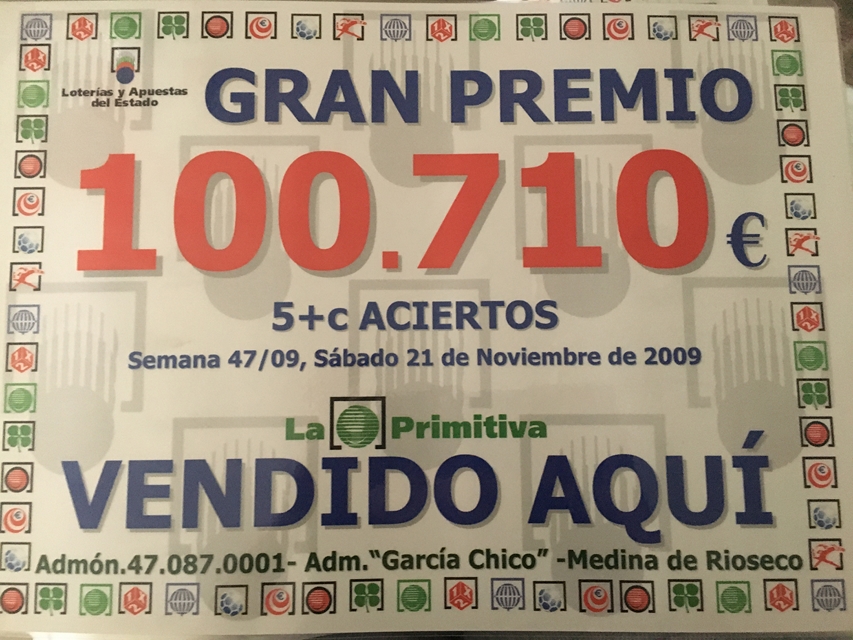 Loterías y Apuestas
del Estado
GRAN PREMIO
100.710 €
5+c ACIERTOS
Semana 47/09, Sábado 21 de Noviembre de 2009
La Primitiva
VENDIDO AQUÍ
Admón.47.087.0001- Adm."García Chico" -Medina de Rioseco